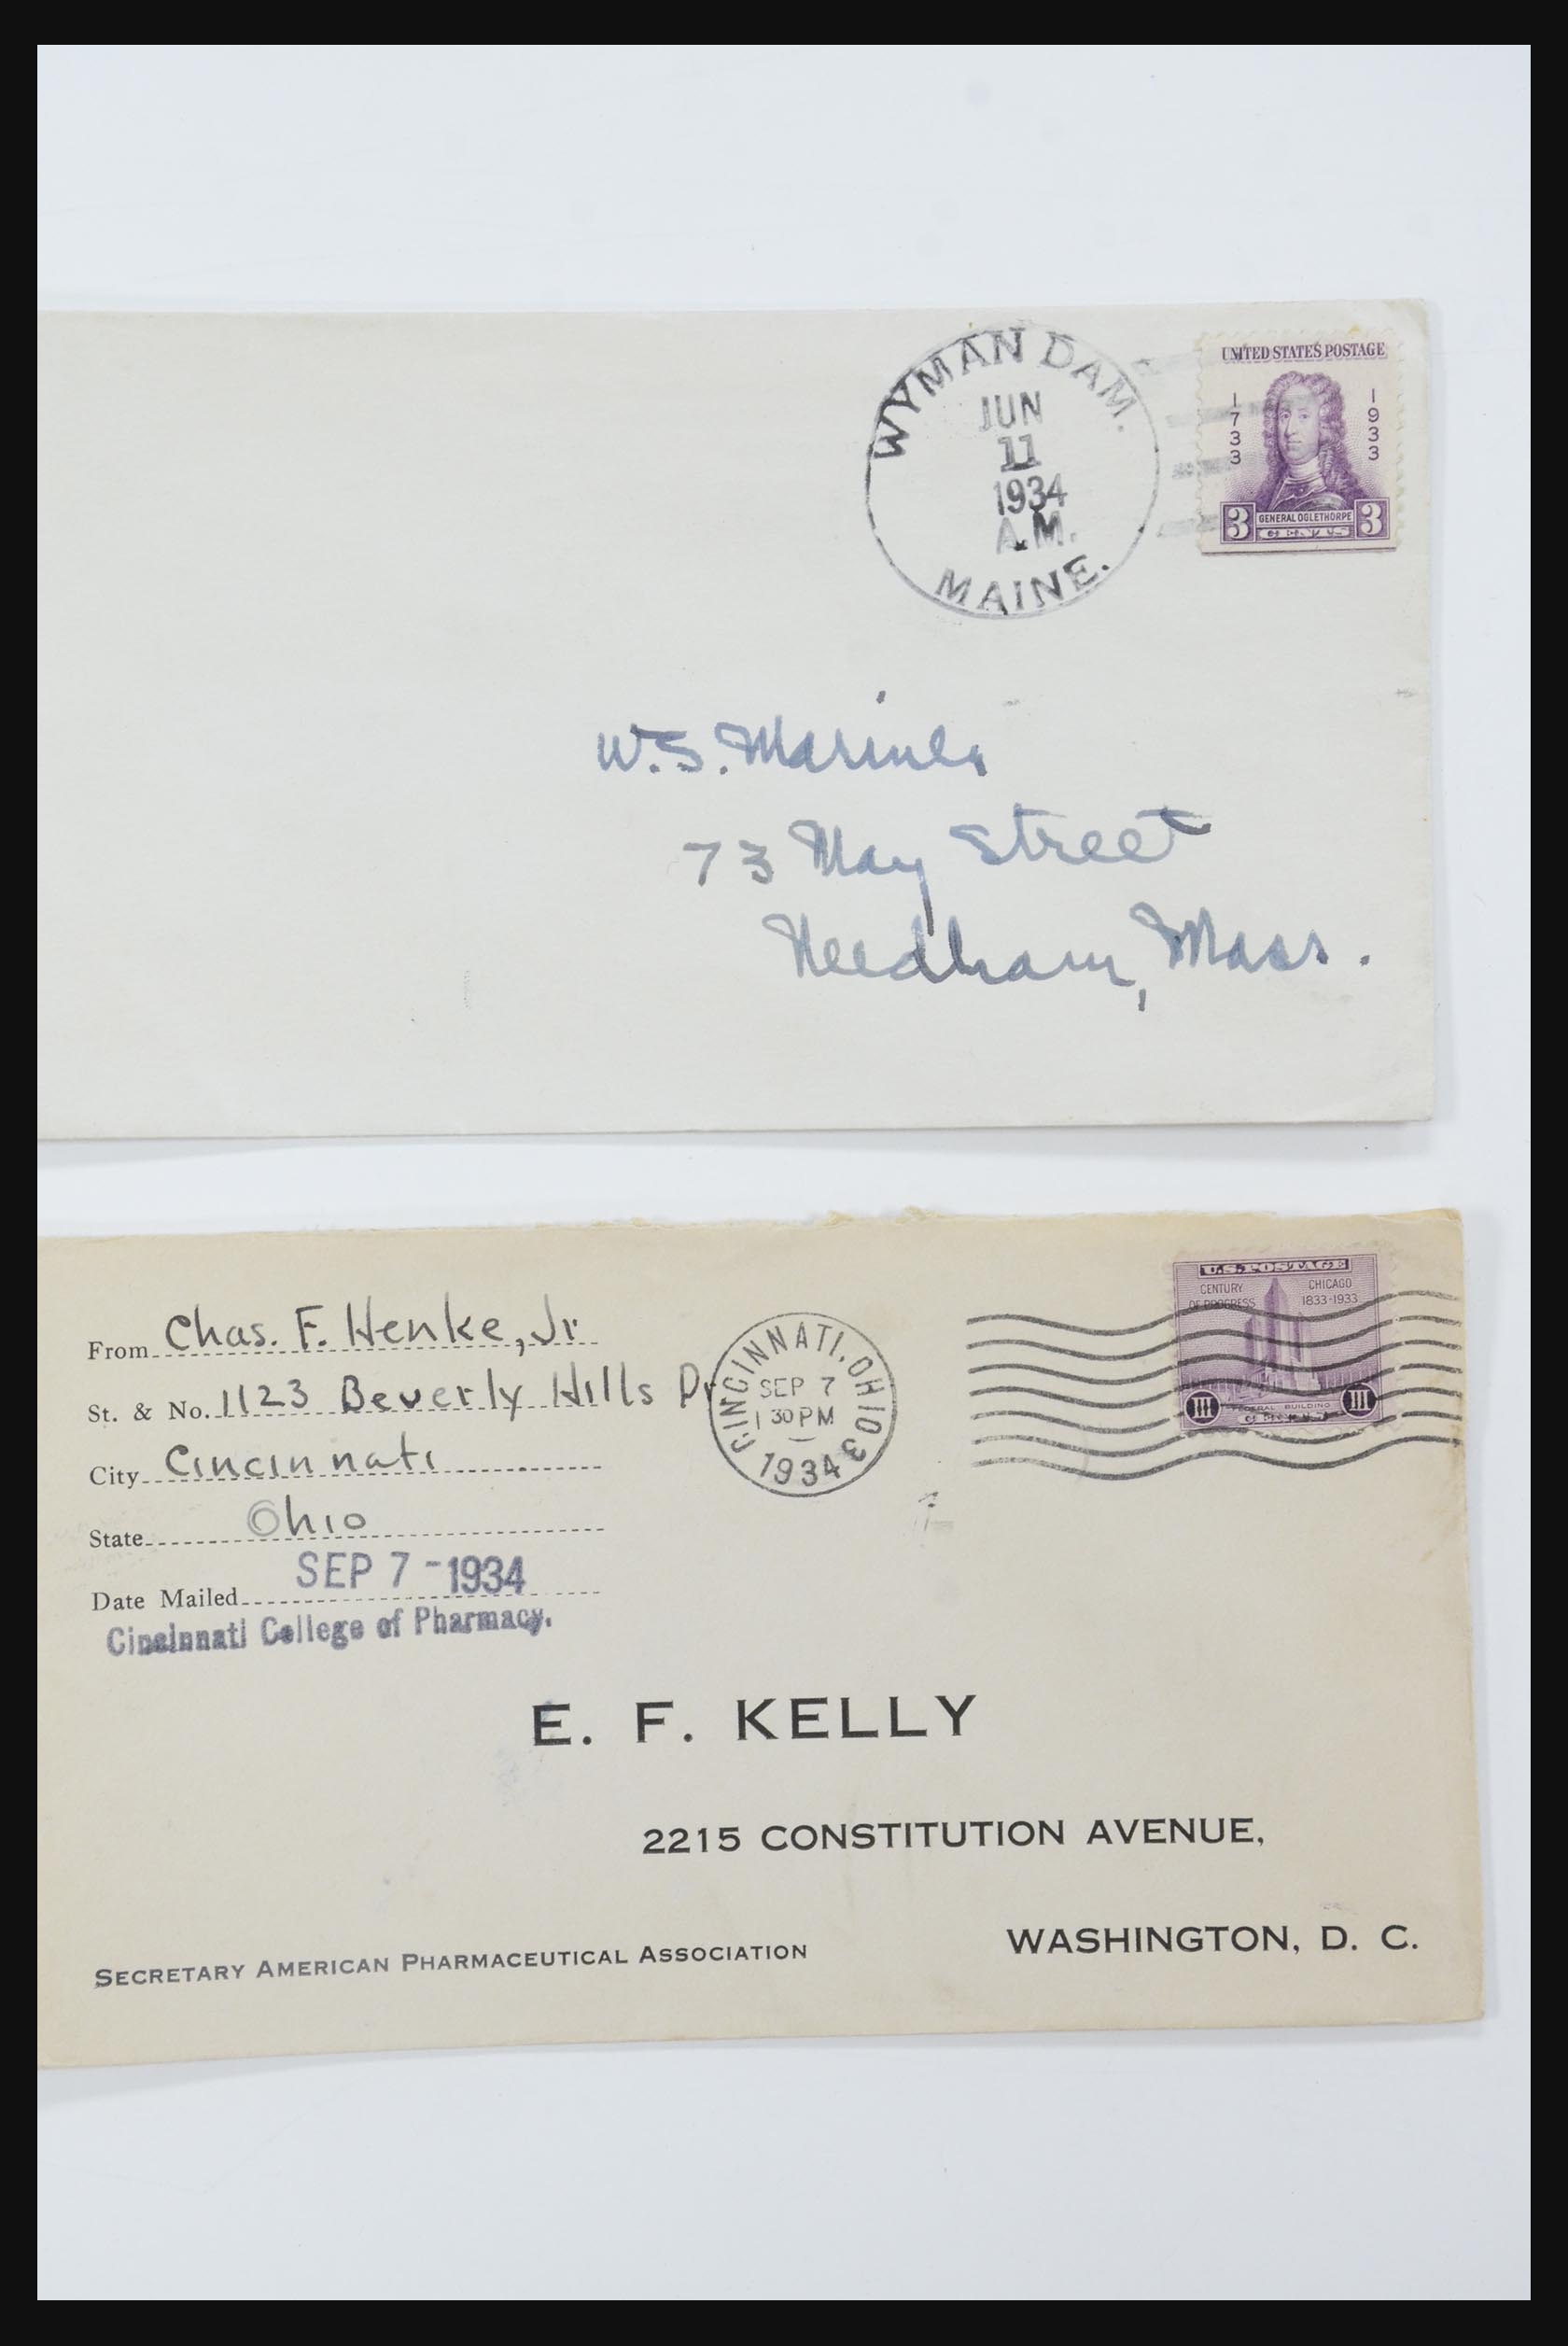 WYMAN DAM.
JUN
11
1934
A.M.
MAINE.
UNITED STATES POSTAGE
1733
1933
3 GENERAL OGLETHORPE 3
CENTS
W.S. Mariner
73 May Street
Needham, Mass.
U.S. POSTAGE
CENTURY OF PROGRESS
CHICAGO 1833-1933
FEDERAL BUILDING
III III
From Chas. F. Henke, Jr.
St. & No. 1123 Beverly Hills Dr
City Cincinnati
State Ohio
Date Mailed SEP 7 - 1934
Cincinnati College of Pharmacy.
CINCINNATI, OHIO 3
SEP 7
1 30 PM
1934
E. F. KELLY
2215 CONSTITUTION AVENUE,
WASHINGTON, D. C.
SECRETARY AMERICAN PHARMACEUTICAL ASSOCIATION